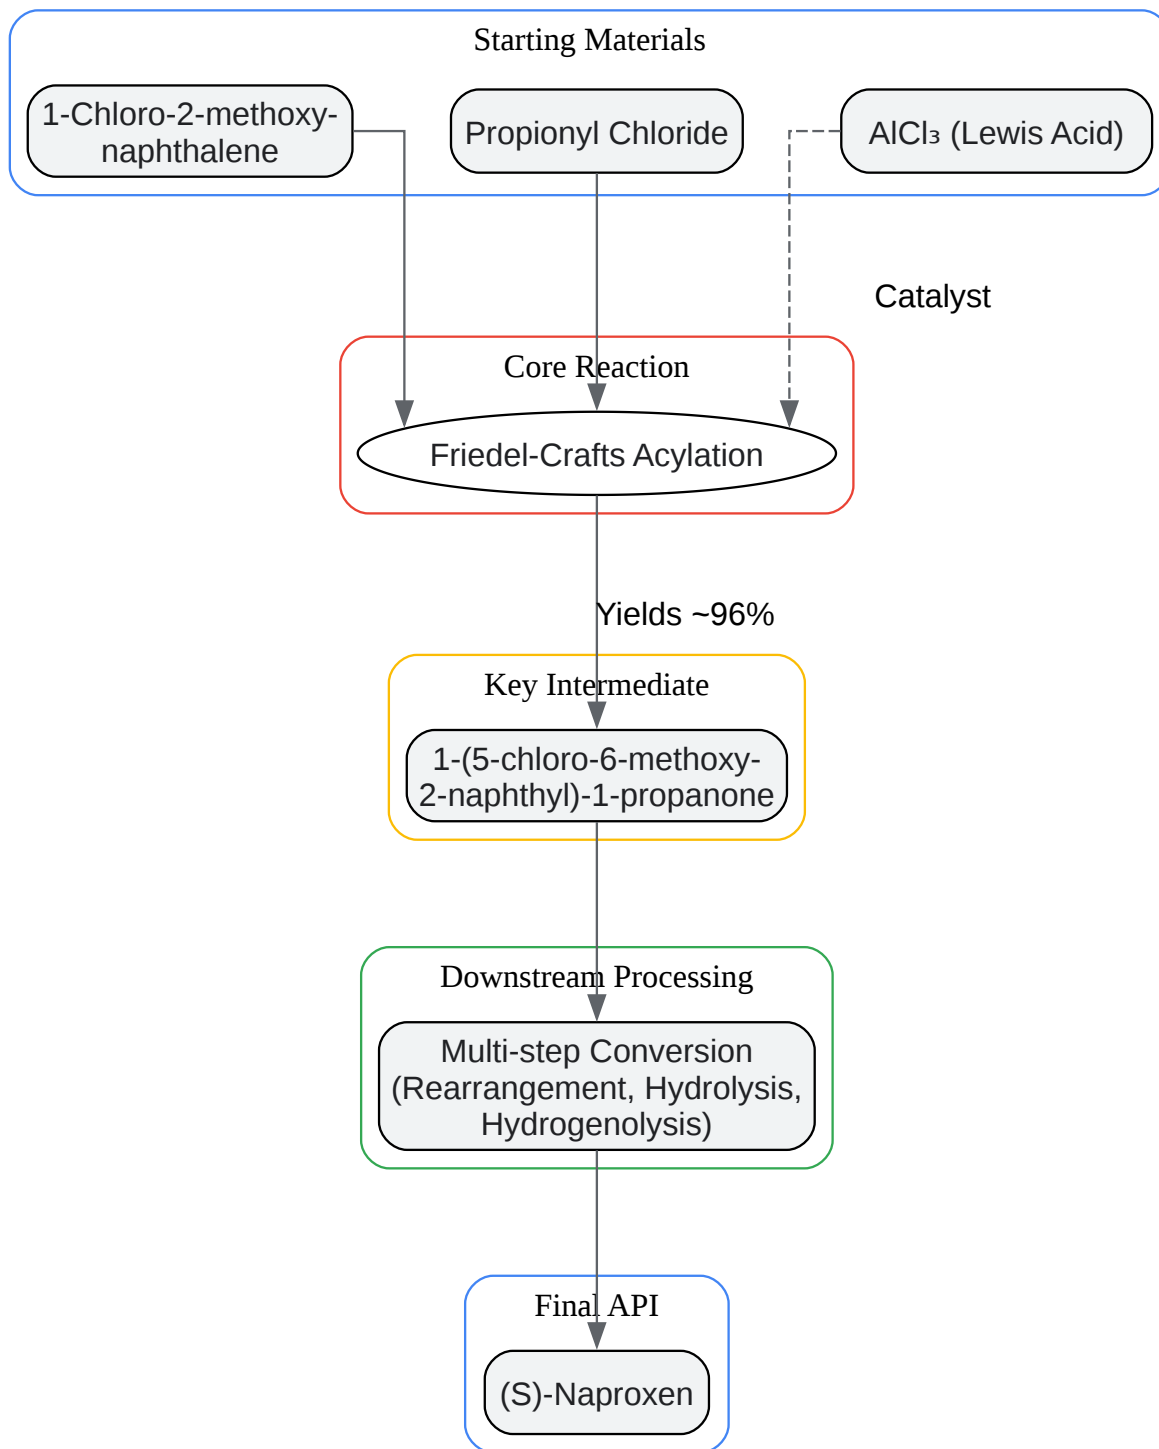 Starting Materials
1-Chloro-2-methoxy-
naphthalene
Propionyl Chloride
AlCl₃ (Lewis Acid)
Catalyst
Core Reaction
Friedel-Crafts Acylation
Yields ~96%
Key Intermediate
1-(5-chloro-6-methoxy-
2-naphthyl)-1-propanone
Downstream Processing
Multi-step Conversion
(Rearrangement, Hydrolysis,
Hydrogenolysis)
Final API
(S)-Naproxen